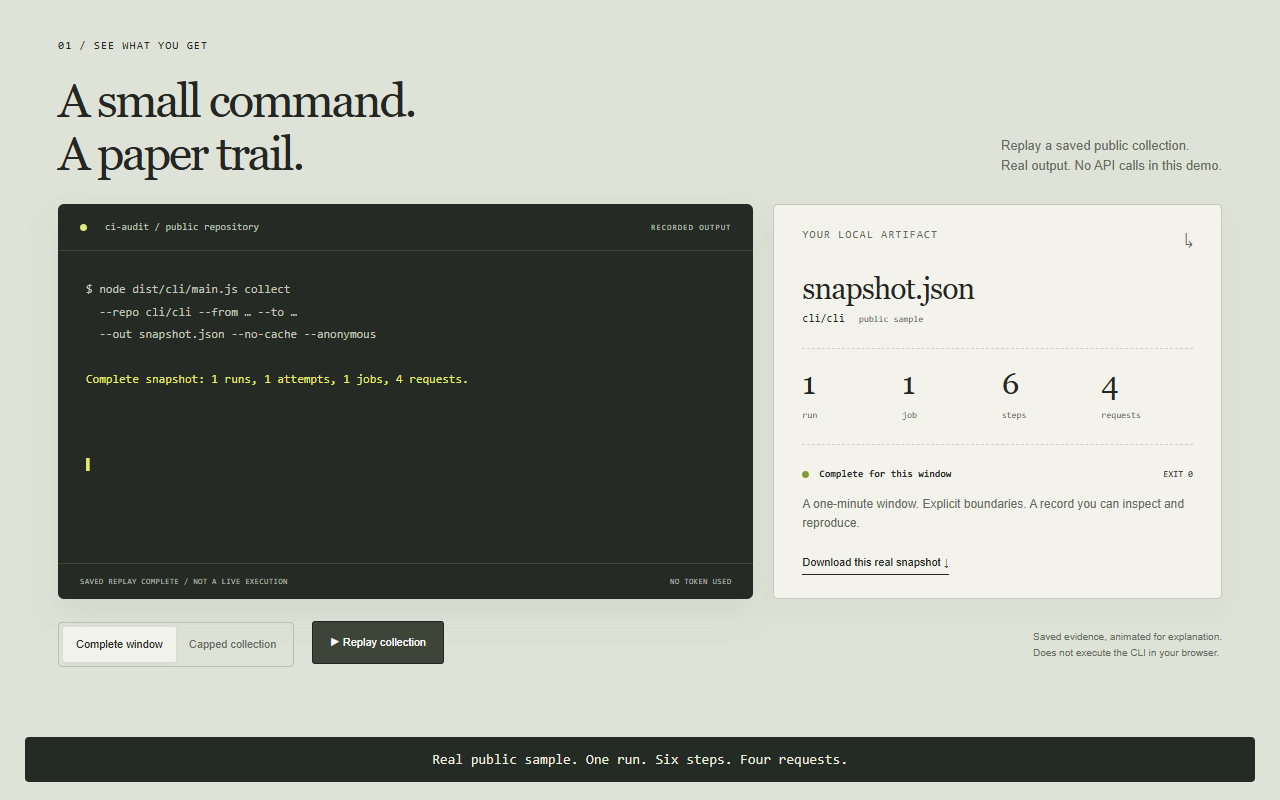 01 / SEE WHAT YOU GET
A small command.
A paper trail.
Replay a saved public collection.
Real output. No API calls in this demo.
ci-audit / public repository
RECORDED OUTPUT
$ node dist/cli/main.js collect
--repo cli/cli --from … --to …
--out snapshot.json --no-cache --anonymous
Complete snapshot: 1 runs, 1 attempts, 1 jobs, 4 requests.
SAVED REPLAY COMPLETE / NOT A LIVE EXECUTION
NO TOKEN USED
YOUR LOCAL ARTIFACT
↳
snapshot.json
cli/cli public sample
1 1 6 4
run job steps requests
Complete for this window
EXIT 0
A one-minute window. Explicit boundaries. A record you can inspect and
reproduce.
Download this real snapshot ↓
Complete window
Capped collection
▶ Replay collection
Saved evidence, animated for explanation.
Does not execute the CLI in your browser.
Real public sample. One run. Six steps. Four requests.